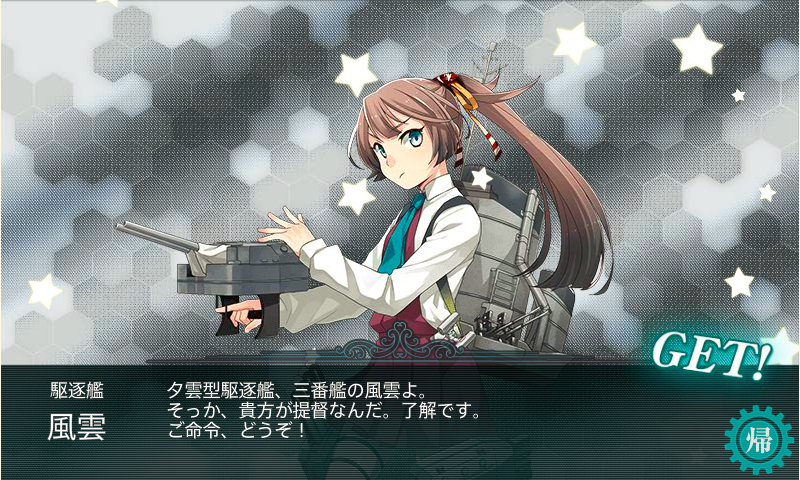 GET!
駆逐艦
風雲
夕雲型駆逐艦、三番艦の風雲よ。
そっか、貴方が提督なんだ。了解です。
ご命令、どうぞ！
帰